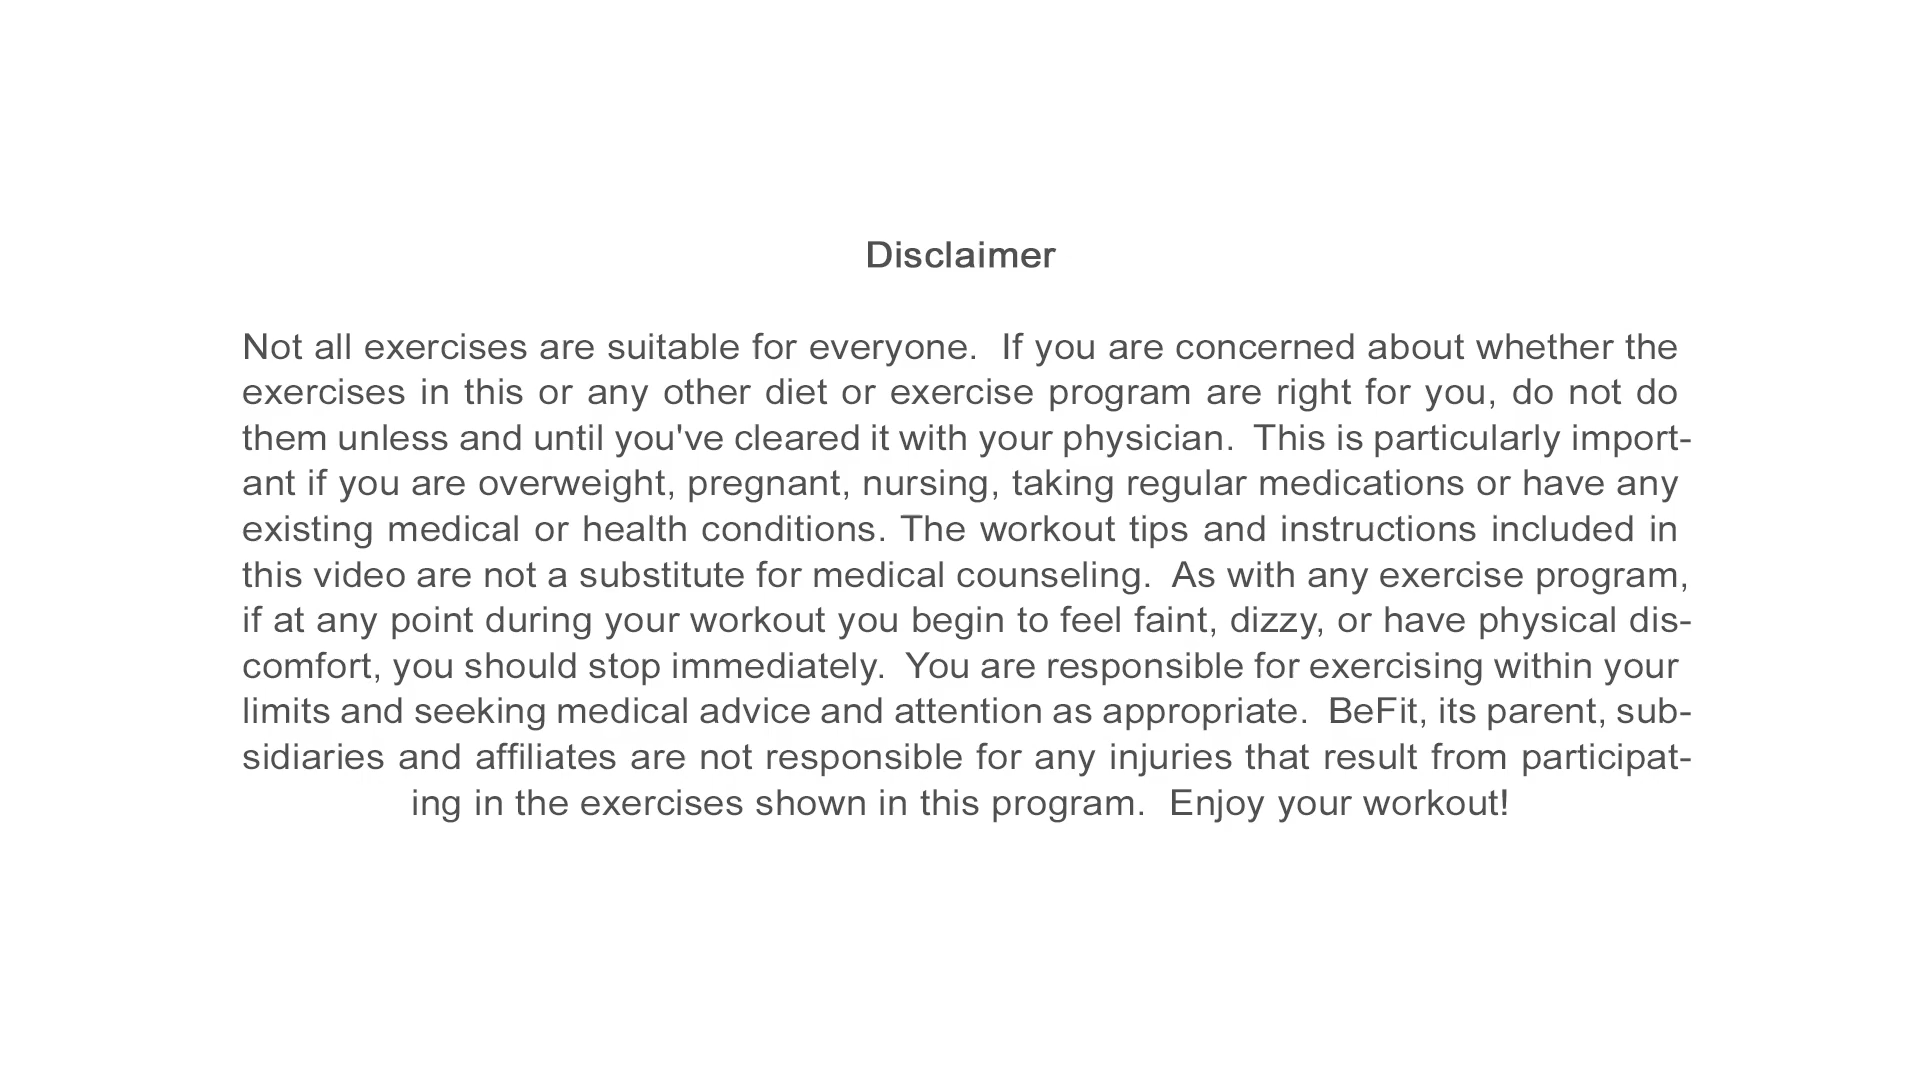 Disclaimer
Not all exercises are suitable for everyone.  If you are concerned about whether the
exercises in this or any other diet or exercise program are right for you, do not do
them unless and until you've cleared it with your physician.  This is particularly import-
ant if you are overweight, pregnant, nursing, taking regular medications or have any
existing medical or health conditions. The workout tips and instructions included in
this video are not a substitute for medical counseling.  As with any exercise program,
if at any point during your workout you begin to feel faint, dizzy, or have physical dis-
comfort, you should stop immediately.  You are responsible for exercising within your
limits and seeking medical advice and attention as appropriate.  BeFit, its parent, sub-
sidiaries and affiliates are not responsible for any injuries that result from participat-
ing in the exercises shown in this program.  Enjoy your workout!